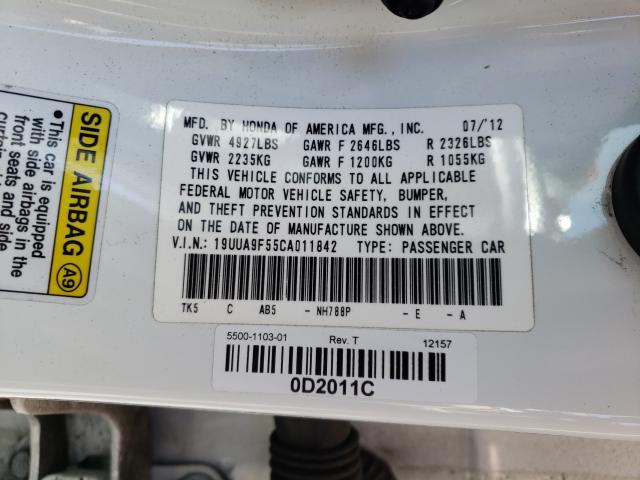 SIDE AIRBAG A9
•This car is equipped
with side airbags in the
front seats and side
MFD. BY HONDA OF AMERICA MFG., INC. 07/'12
GVWR 4927LBS GAWR F 2646LBS R 2326LBS
GVWR 2235KG GAWR F 1200KG R 1055KG
THIS VEHICLE CONFORMS TO ALL APPLICABLE
FEDERAL MOTOR VEHICLE SAFETY, BUMPER,
AND THEFT PREVENTION STANDARDS IN EFFECT
ON THE DATE OF MANUFACTURE SHOWN ABOVE.
V.I.N.: 19UUA9F55CA011842 TYPE: PASSENGER CAR
TK5 C AB5 - NH788P - E - A
5500-1103-01 Rev. T 12157
0D2011C